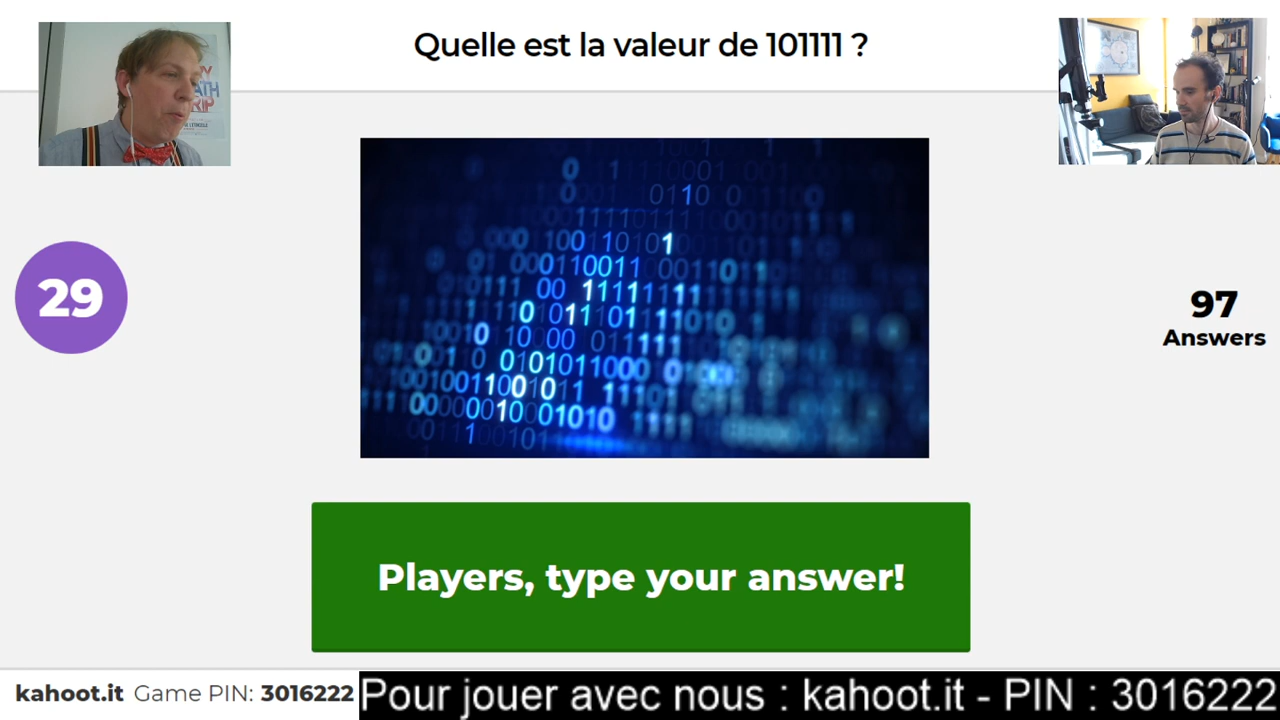 Quelle est la valeur de 101111 ?
29
97
Answers
Players, type your answer!
kahoot.it Game PIN: 3016222
Pour jouer avec nous : kahoot.it - PIN : 3016222